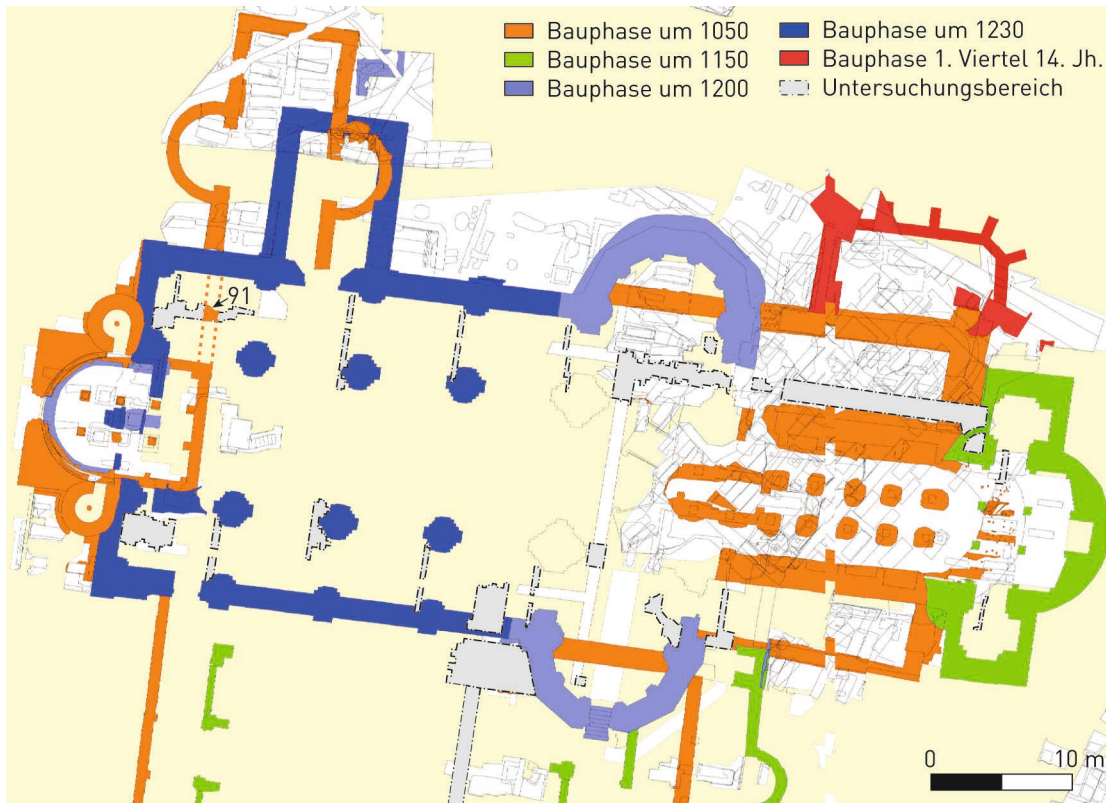 Bauphase um 1050
Bauphase um 1150
Bauphase um 1200
Bauphase um 1230
Bauphase 1. Viertel 14. Jh.
Untersuchungsbereich
91
0 10 m